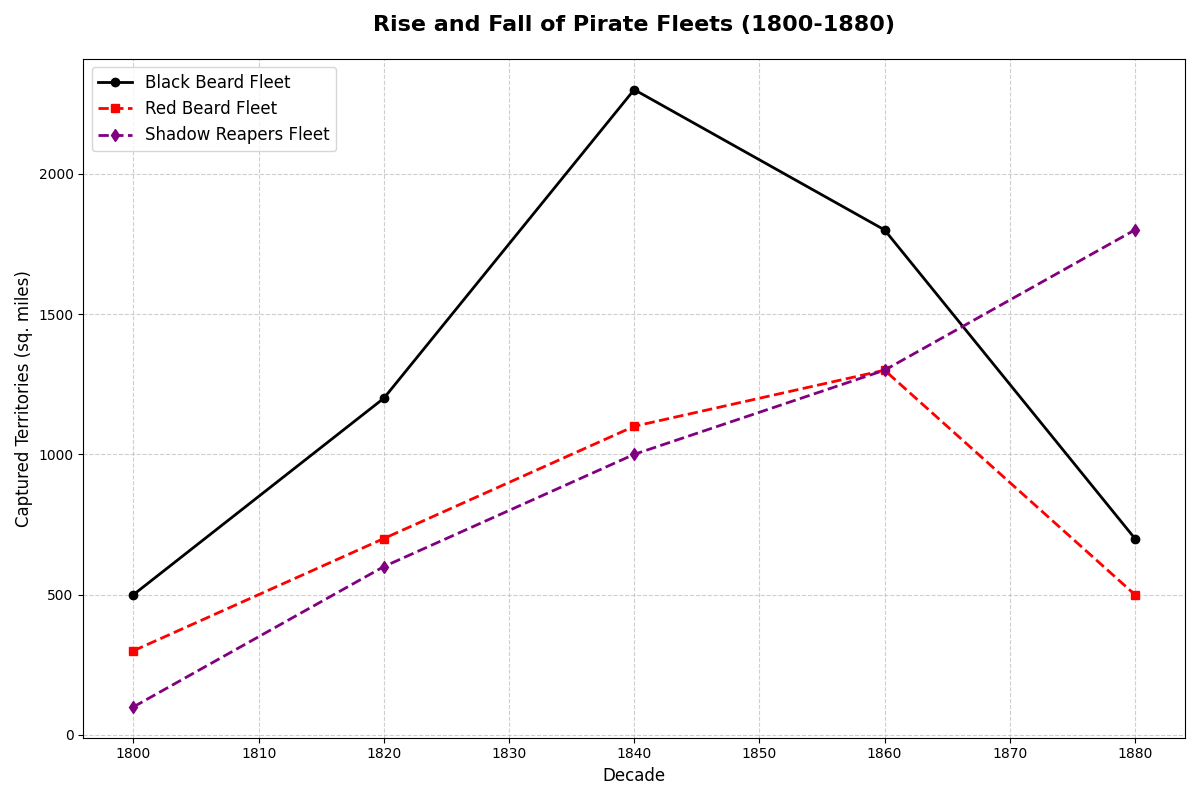 Rise and Fall of Pirate Fleets (1800-1880)
Black Beard Fleet
Red Beard Fleet
Shadow Reapers Fleet
Captured Territories (sq. miles)
2000
1500
1000
500
0
1800 1810 1820 1830 1840 1850 1860 1870 1880
Decade